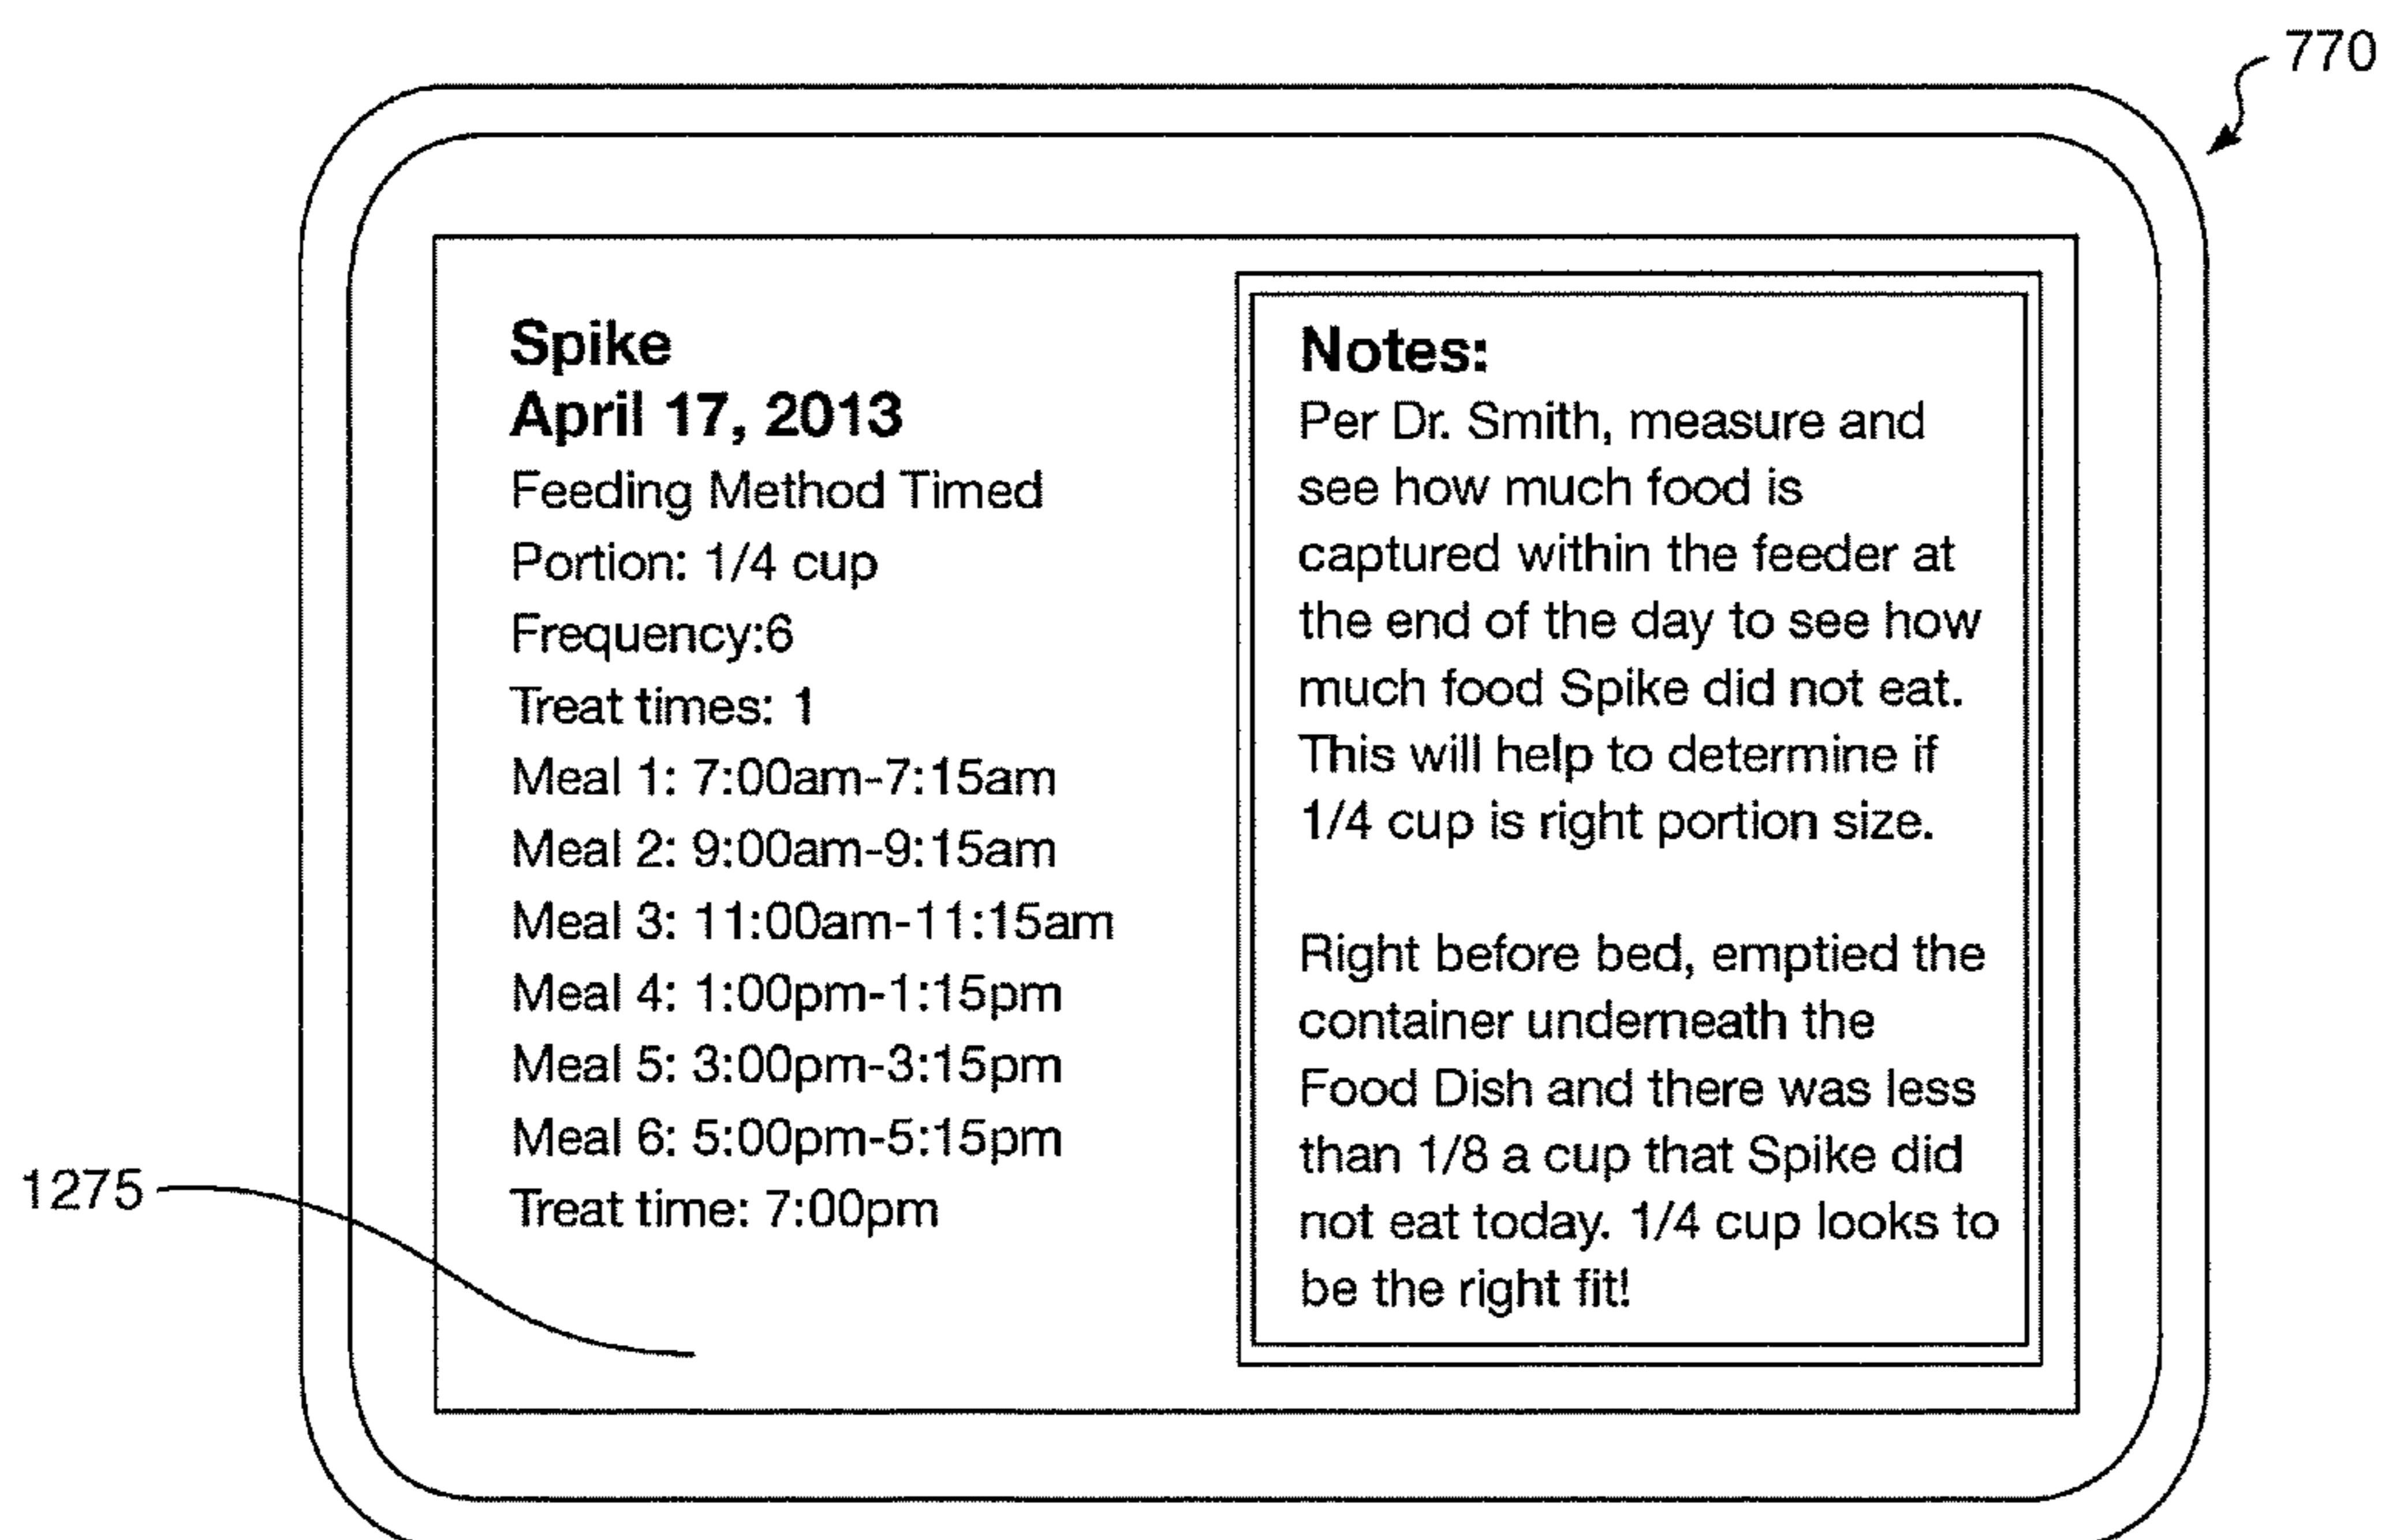 770
Spike
April 17, 2013
Feeding Method Timed
Portion: 1/4 cup
Frequency:6
Treat times: 1
Meal 1: 7:00am-7:15am
Meal 2: 9:00am-9:15am
Meal 3: 11:00am-11:15am
Meal 4: 1:00pm-1:15pm
Meal 5: 3:00pm-3:15pm
Meal 6: 5:00pm-5:15pm
Treat time: 7:00pm
1275
Notes:
Per Dr. Smith, measure and
see how much food is
captured within the feeder at
the end of the day to see how
much food Spike did not eat.
This will help to determine if
1/4 cup is right portion size.
Right before bed, emptied the
container underneath the
Food Dish and there was less
than 1/8 a cup that Spike did
not eat today. 1/4 cup looks to
be the right fit!